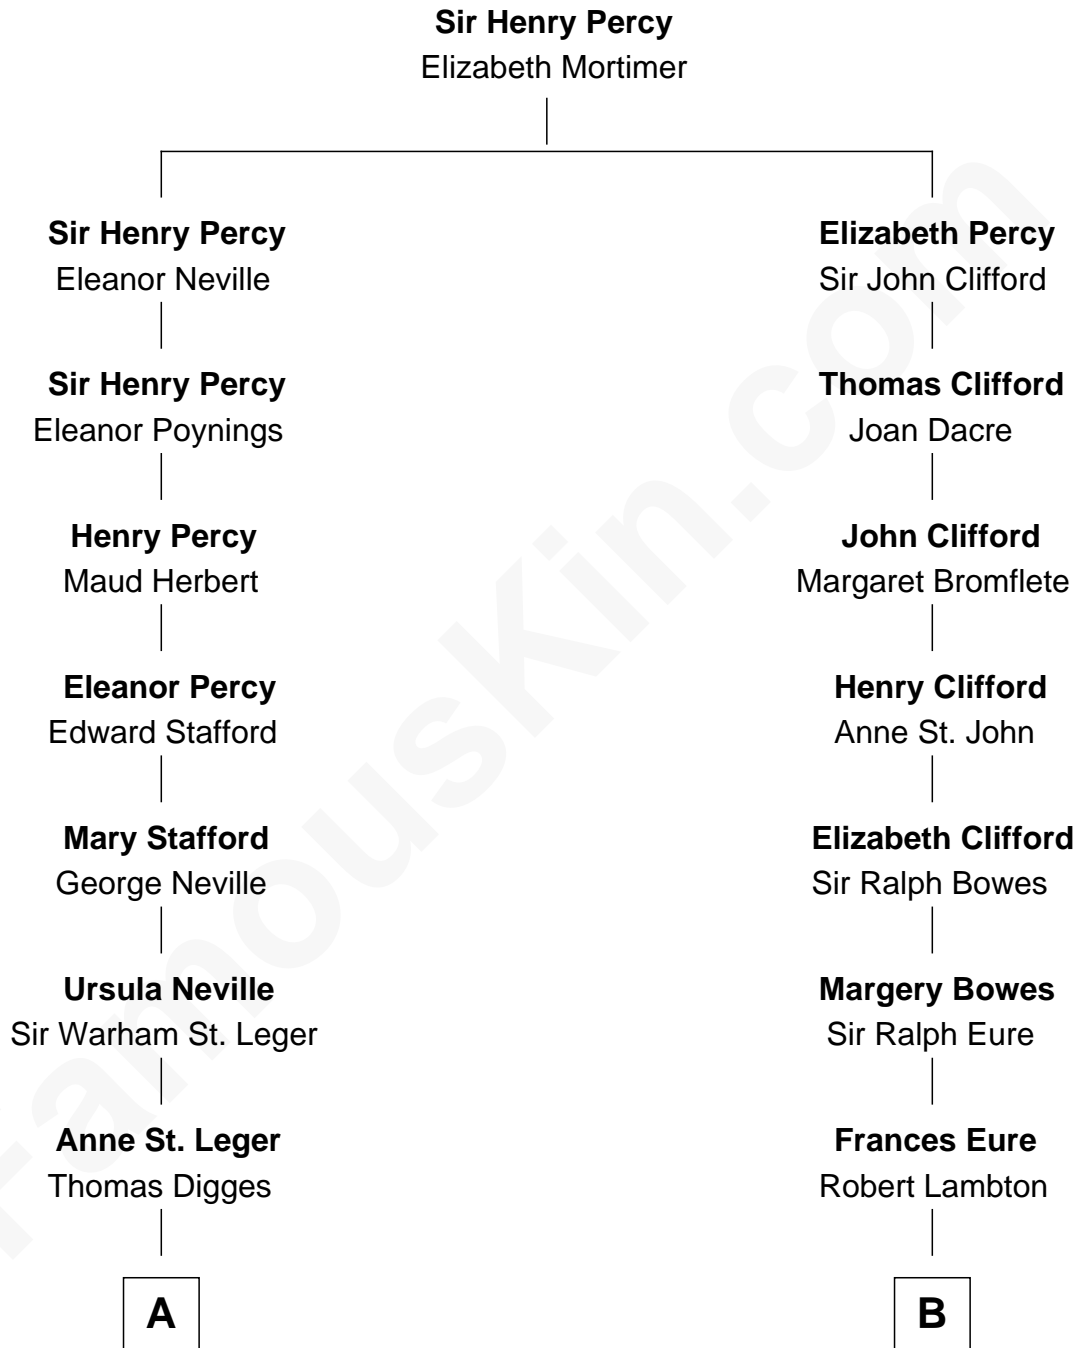 Sir Henry Percy
Elizabeth Mortimer
Sir Henry Percy
Eleanor Neville
Sir Henry Percy
Eleanor Poynings
Henry Percy
Maud Herbert
Eleanor Percy
Edward Stafford
Mary Stafford
George Neville
Ursula Neville
Sir Warham St. Leger
Anne St. Leger
Thomas Digges
A
Elizabeth Percy
Sir John Clifford
Thomas Clifford
Joan Dacre
John Clifford
Margaret Bromflete
Henry Clifford
Anne St. John
Elizabeth Clifford
Sir Ralph Bowes
Margery Bowes
Sir Ralph Eure
Frances Eure
Robert Lambton
B
FamousKin.com